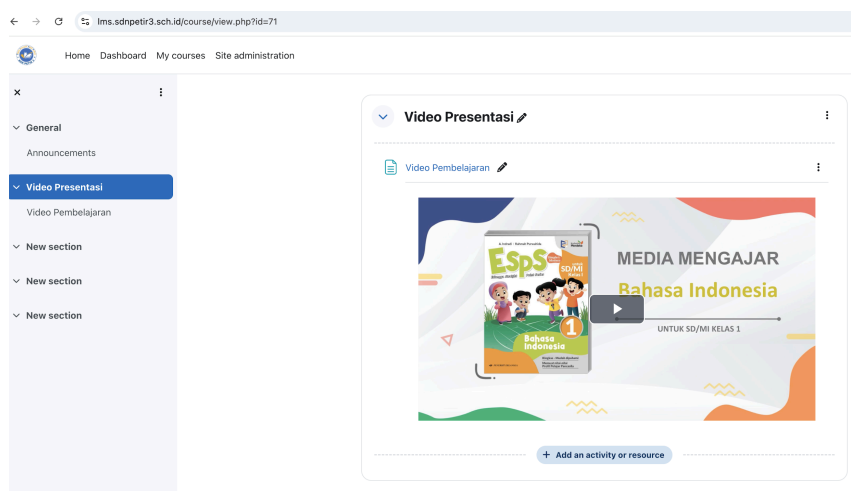 lms.sdnpetir3.sch.id/course/view.php?id=71
Home Dashboard My courses Site administration
General
Announcements
Video Presentasi
Video Pembelajaran
New section
New section
New section
Video Presentasi
Video Pembelajaran
ESPS
SD/MI
1
Bahasa
Indonesia
MEDIA MENGAJAR
Bahasa Indonesia
UNTUK SD/MI KELAS 1
+ Add an activity or resource